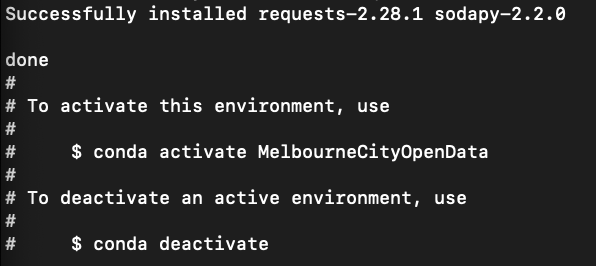 Successfully installed requests-2.28.1 sodapy-2.2.0
done
#
# To activate this environment, use
#
#     $ conda activate MelbourneCityOpenData
#
# To deactivate an active environment, use
#
#     $ conda deactivate